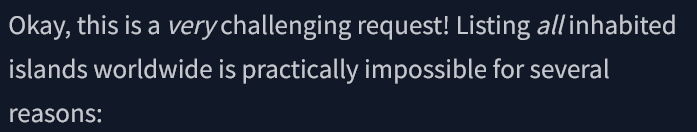 Okay, this is a very challenging request! Listing all inhabited
islands worldwide is practically impossible for several
reasons: